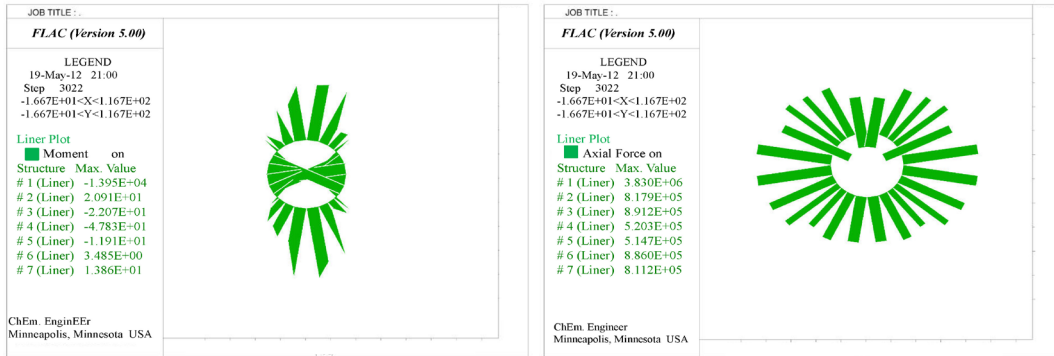 JOB TITLE : .
FLAC (Version 5.00)
LEGEND
19-May-12 21:00
Step 3022
-1.667E+01<X<1.167E+02
-1.667E+01<Y<1.167E+02
Liner Plot
Moment on
Structure Max. Value
# 1 (Liner) -1.395E+04
# 2 (Liner) 2.091E+01
# 3 (Liner) -2.207E+01
# 4 (Liner) -4.783E+01
# 5 (Liner) -1.191E+01
# 6 (Liner) 3.485E+00
# 7 (Liner) 1.386E+01
ChEm. EnginEEr
Minneapolis, Minnesota USA
JOB TITLE : .
FLAC (Version 5.00)
LEGEND
19-May-12 21:00
Step 3022
-1.667E+01<X<1.167E+02
-1.667E+01<Y<1.167E+02
Liner Plot
Axial Force on
Structure Max. Value
# 1 (Liner) 3.830E+06
# 2 (Liner) 8.179E+05
# 3 (Liner) 8.912E+05
# 4 (Liner) 5.203E+05
# 5 (Liner) 5.147E+05
# 6 (Liner) 8.860E+05
# 7 (Liner) 8.112E+05
ChEm. Engineer
Minneapolis, Minnesota USA